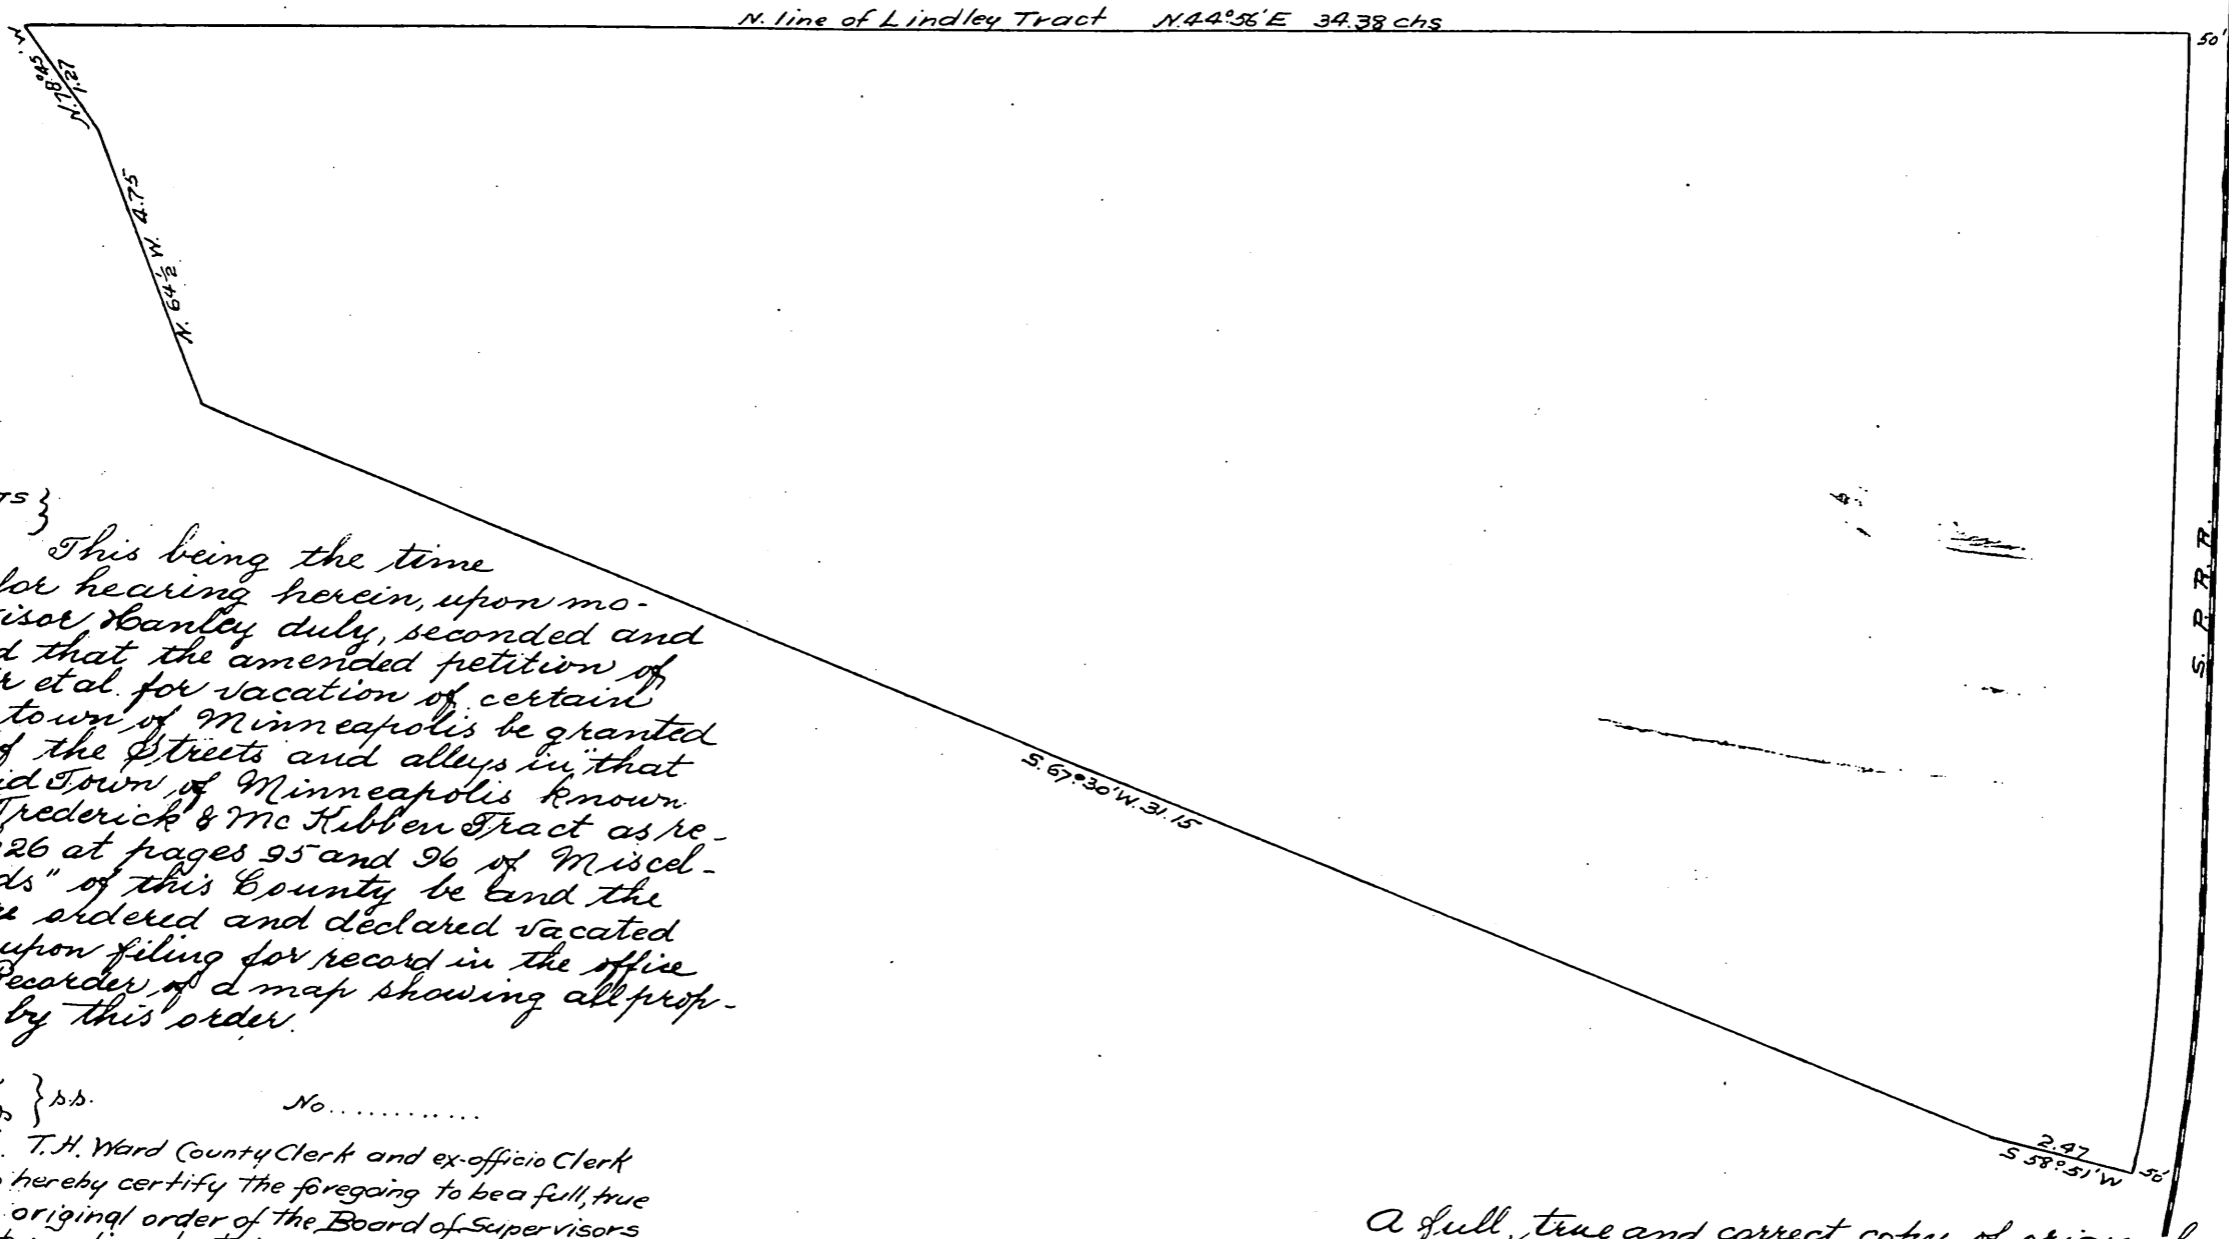 N. line of Lindley Tract N.44°56'E 34.38 chs
50'
N.78°45' W.
1.27
N. 64½ W. 4.75
TS }
This being the time
for hearing herein, upon mo-
isor Hanley duly, seconded and
d that the amended petition of
r et al. for vacation of certain
town of Minneapolis be granted
f the Streets and alleys in "that
id Town of Minneapolis known
Frederick & McKibben Tract as re-
26 at pages 95 and 96 of Miscel-
ds" of this County be and the
ordered and declared vacated
upon filing for record in the office
Recorder of a map showing all prop-
by this order.
} s.s. No............
T.H. Ward County Clerk and ex-officio Clerk
hereby certify the foregoing to be a full, true
original order of the Board of Supervisors
S. 67°30'W. 31.15
S. P. R. R.
2.47
S 58°51'W
50'
A full, true and correct copy of original